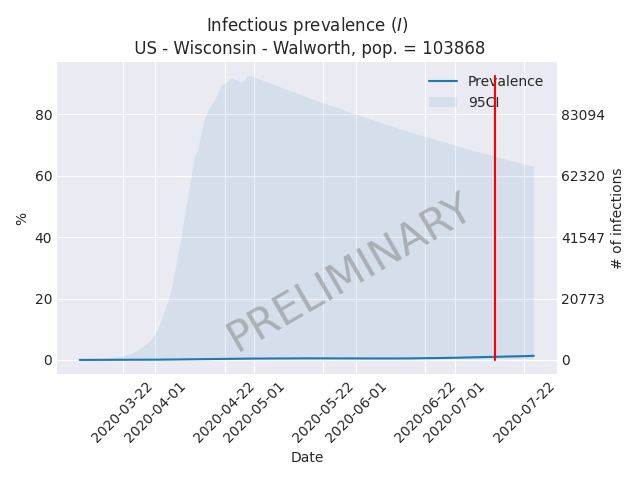 Infectious prevalence (I)
US - Wisconsin - Walworth, pop. = 103868
Prevalence
95CI
80
60
40
20
0
%
83094
62320
41547
20773
0
# of infections
PRELIMINARY
2020-03-22
2020-04-01
2020-04-22
2020-05-01
2020-05-22
2020-06-01
2020-06-22
2020-07-01
2020-07-22
Date